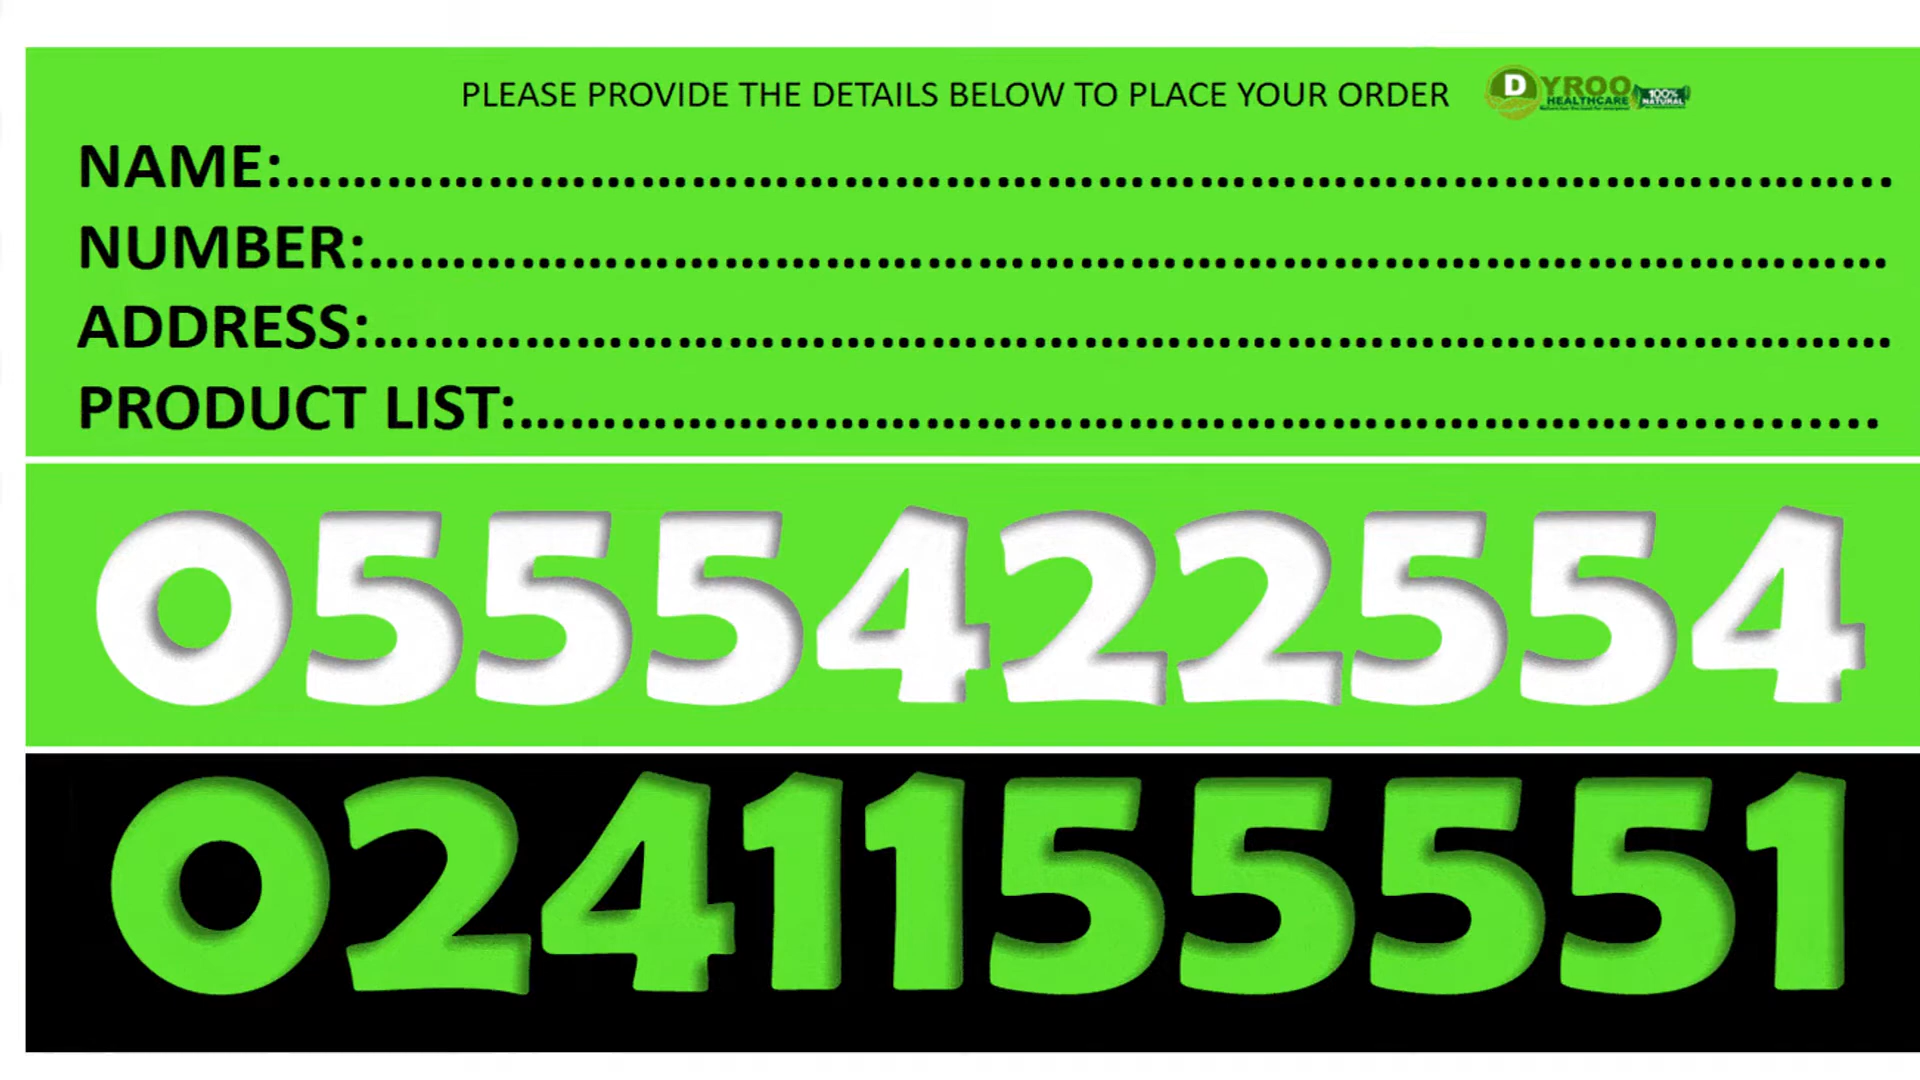 PLEASE PROVIDE THE DETAILS BELOW TO PLACE YOUR ORDER
DYROO
HEALTHCARE
100%
NATURAL
NAME:................................................................
NUMBER:................................................................
ADDRESS:................................................................
PRODUCT LIST:................................................................
0555422554
0241155551